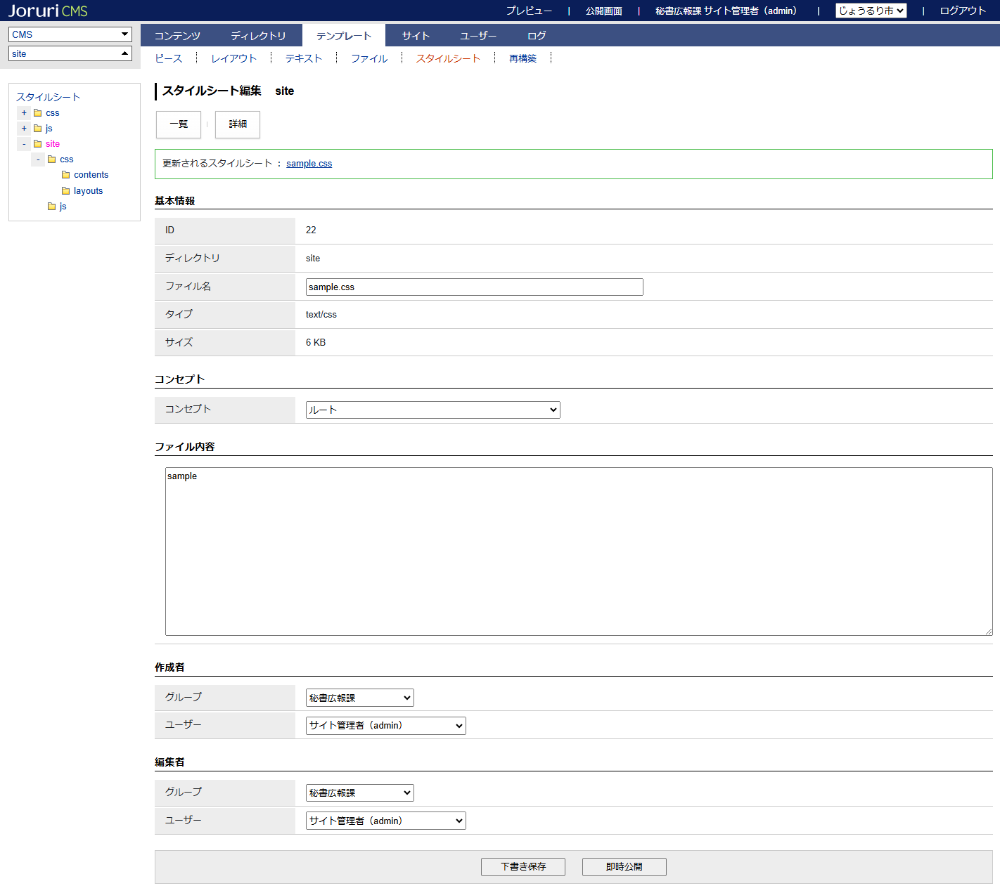 Joruri CMS プレビュー | 公開画面 | 秘書広報課 サイト管理者（admin） | じょうるり市 | ログアウト
CMS
site
コンテンツ ディレクトリ テンプレート サイト ユーザー ログ
ピース レイアウト テキスト ファイル スタイルシート 再構築
スタイルシート
+ css
+ js
- site
- css
contents
layouts
js
スタイルシート編集 site
一覧 詳細
更新されるスタイルシート ： sample.css
基本情報
ID 22
ディレクトリ site
ファイル名 sample.css
タイプ text/css
サイズ 6 KB
コンセプト
コンセプト ルート
ファイル内容
sample
作成者
グループ 秘書広報課
ユーザー サイト管理者（admin）
編集者
グループ 秘書広報課
ユーザー サイト管理者（admin）
下書き保存 即時公開